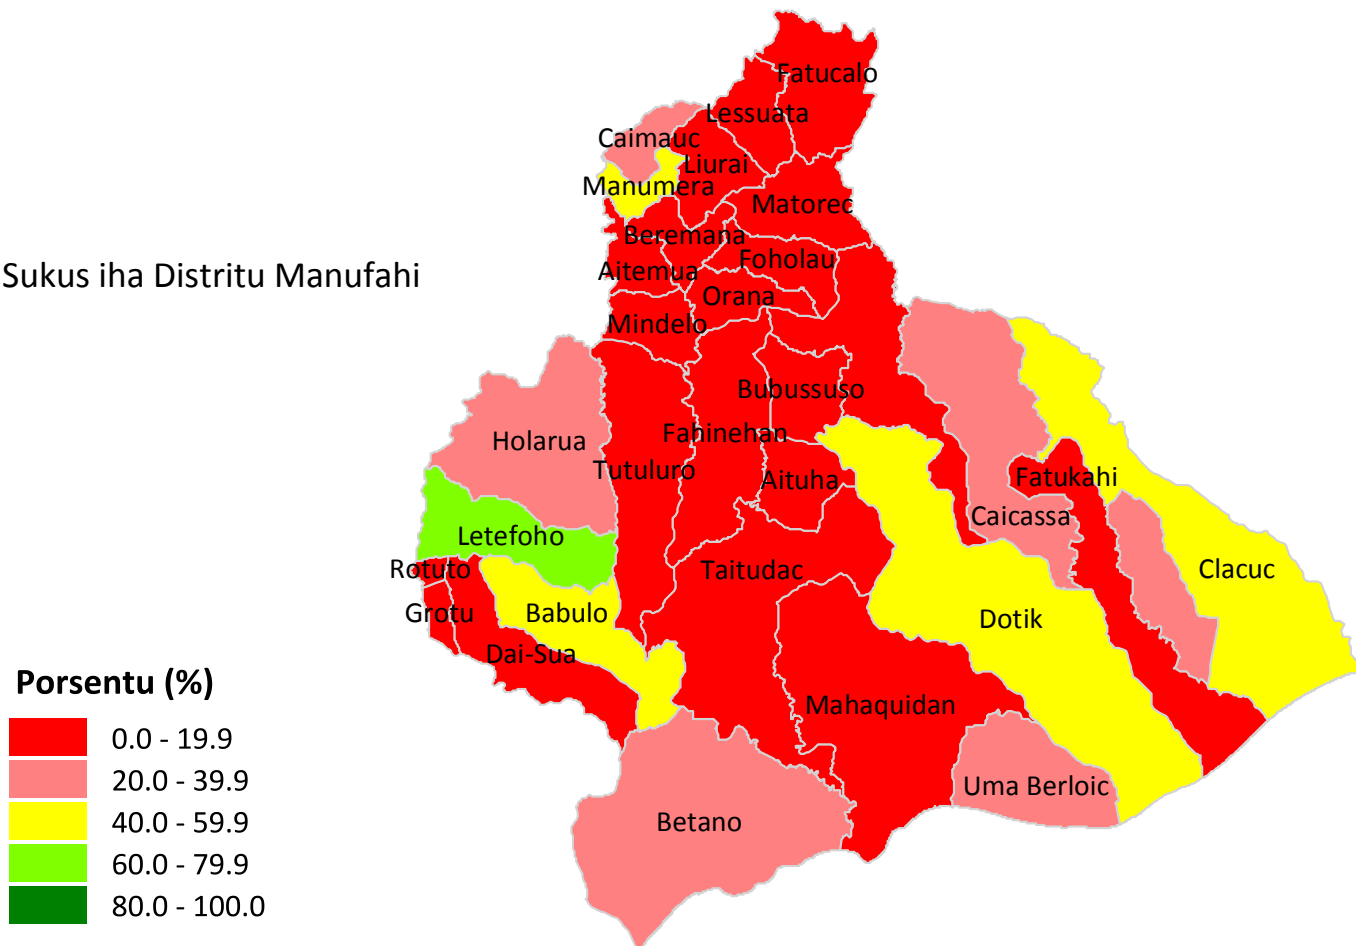 Fatucalo
Lessuata
Caimauc
Liurai
Manumera
Matorec
Beremana
Foholau
Aitemua
Sukus iha Distritu Manufahi
Orana
Mindelo
Bubussuso
Fahinehan
Holarua
Tutuluro
Aituha
Fatukahi
Caicassa
Letefoho
Rotuto
Taitudac
Clacuc
Grotu
Babulo
Dotik
Dai-Sua
Porsentu (%)
Mahaquidan
0.0 - 19.9
20.0 - 39.9
Uma Berloic
40.0 - 59.9
Betano
60.0 - 79.9
80.0 - 100.0